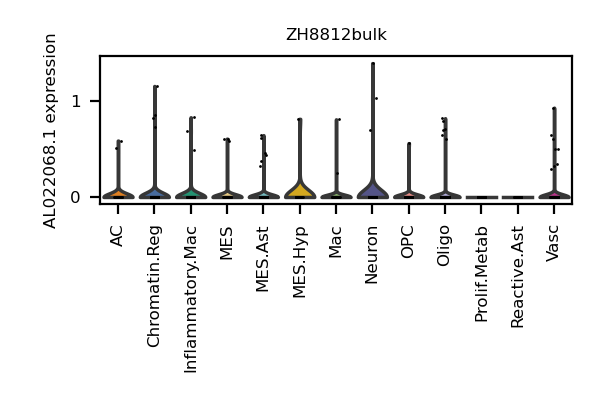 ZH8812bulk
AL022068.1 expression
1
0
AC
Chromatin.Reg
Inflammatory.Mac
MES
MES.Ast
MES.Hyp
Mac
Neuron
OPC
Oligo
Prolif.Metab
Reactive.Ast
Vasc